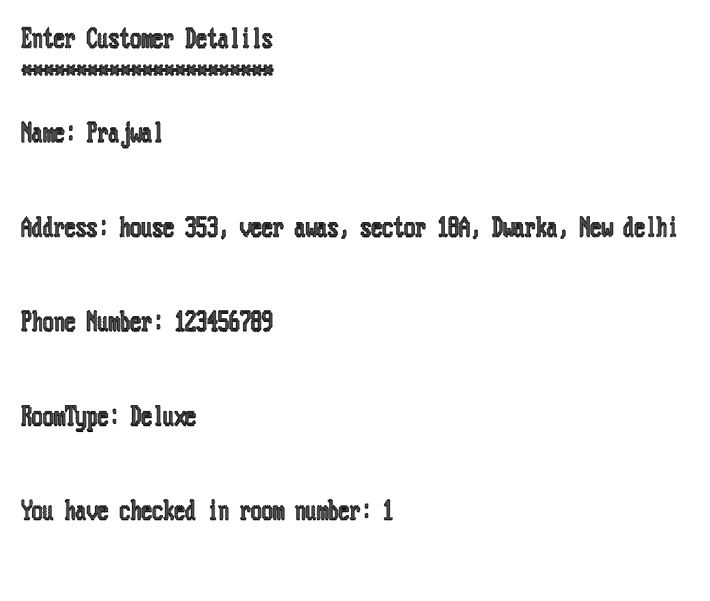 Enter Customer Detalils
***********************
Name: Prajwal
Address: house 353, veer awas, sector 18A, Dwarka, New delhi
Phone Number: 123456789
RoomType: Deluxe
You have checked in room number: 1